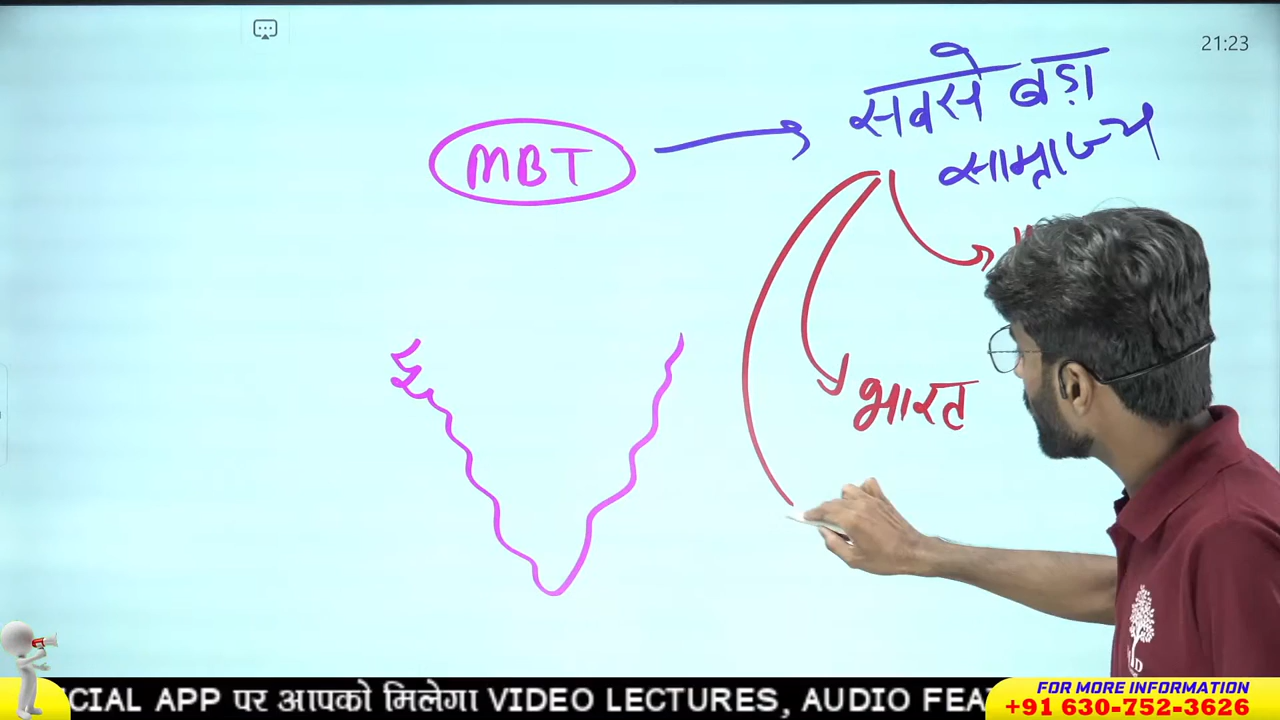 21:23
MBT
सबसे बड़ा
साम्राज्य
भारत
CIAL APP पर आपको मिलेगा VIDEO LECTURES, AUDIO FEA
FOR MORE INFORMATION
+91 630-752-3626